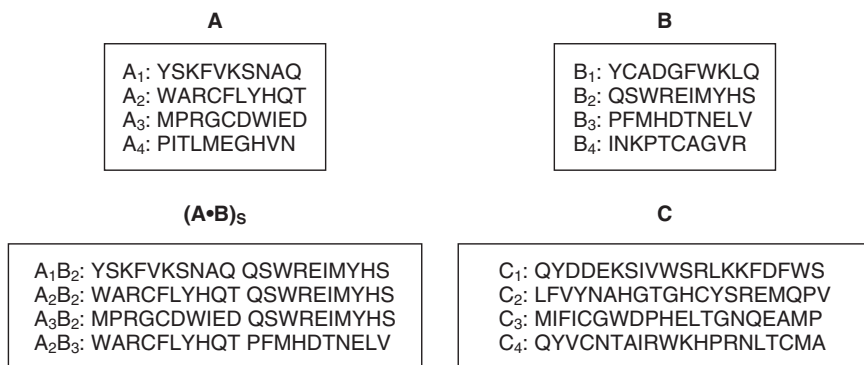 A
A₁: YSKFVKSNAQ
A₂: WARCFLYHQT
A₃: MPRGCDWIED
A₄: PITLMEGHVN
B
B₁: YCADGFWKLQ
B₂: QSWREIMYHS
B₃: PFMHDTNELV
B₄: INKPTCAGVR
(A•B)ₛ
A₁B₂: YSKFVKSNAQ QSWREIMYHS
A₂B₂: WARCFLYHQT QSWREIMYHS
A₃B₂: MPRGCDWIED QSWREIMYHS
A₂B₃: WARCFLYHQT PFMHDTNELV
C
C₁: QYDDEKSIVWSRLKKFDFWS
C₂: LFVYNAHGTGHCYSREMQPV
C₃: MIFICGWDPHELTGNQEAMP
C₄: QYVCNTAIRWKHPRNLTCMA